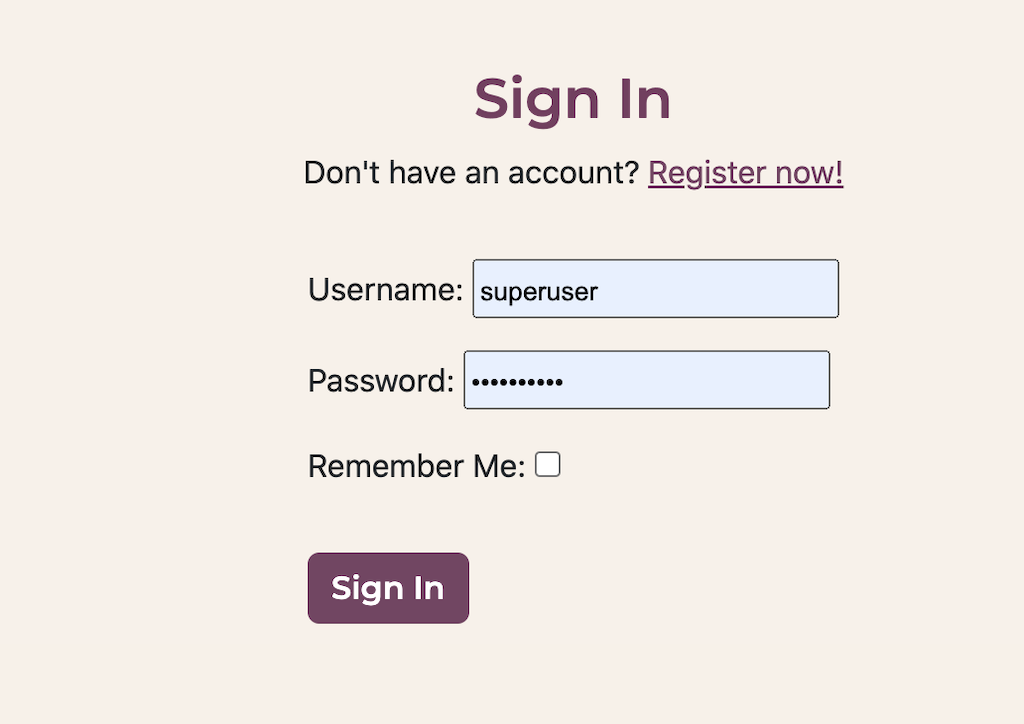 Sign In
Don't have an account? Register now!
Username: superuser
Password: ••••••••••
Remember Me:
Sign In